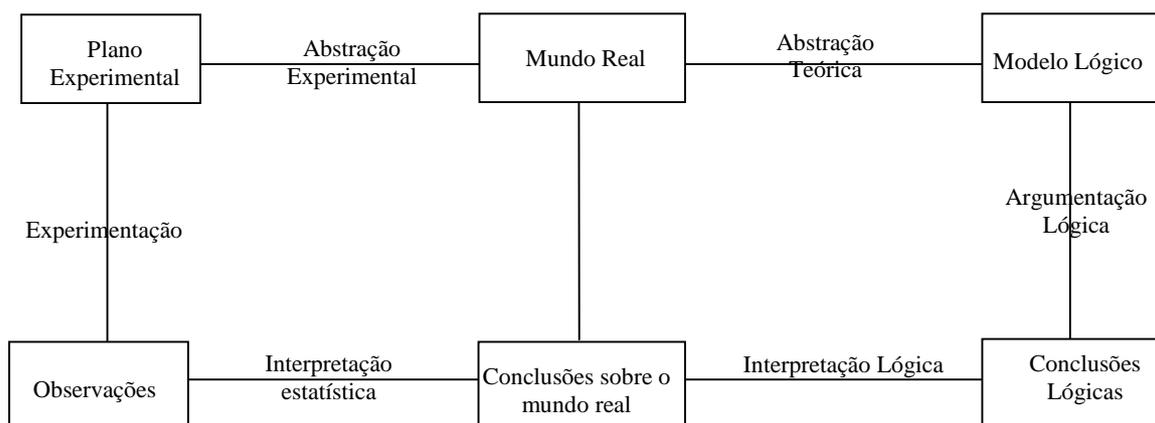 Plano
Experimental
Abstração
Experimental
Mundo Real
Abstração
Teórica
Modelo Lógico
Experimentação
Argumentação
Lógica
Observações
Interpretação
estatística
Conclusões sobre o
mundo real
Interpretação Lógica
Conclusões
Lógicas